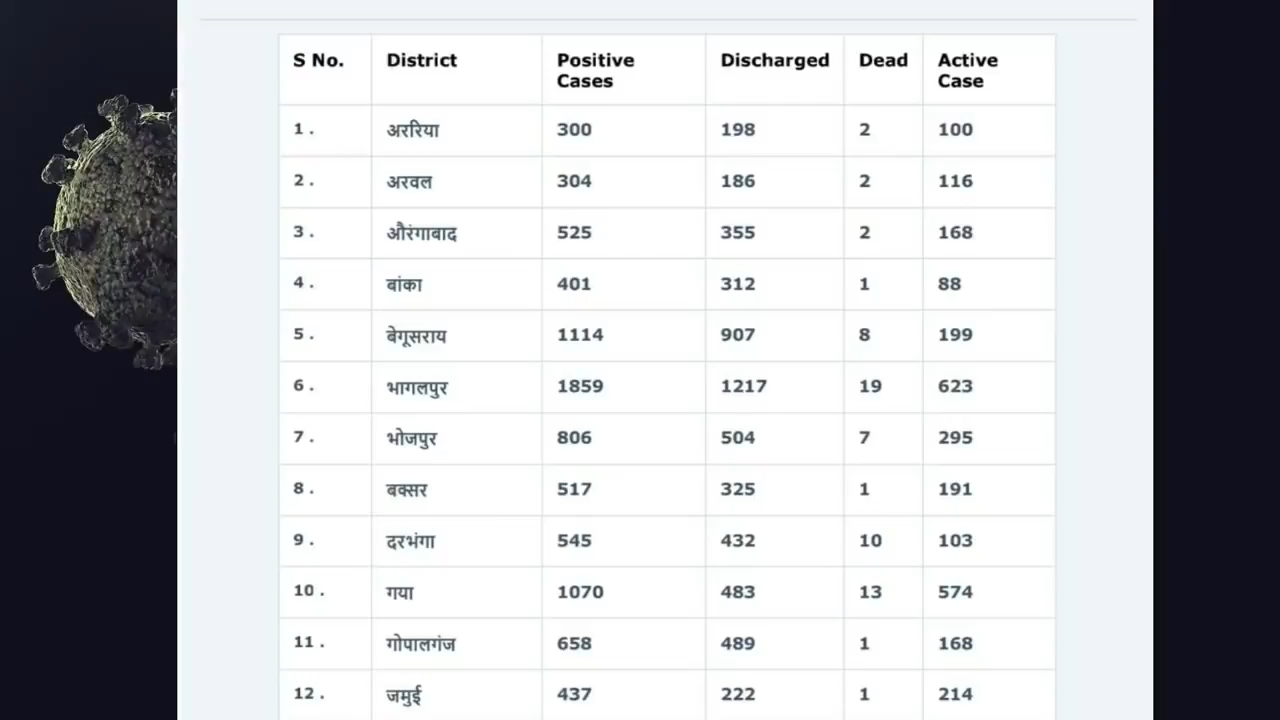 S No. District Positive Cases Discharged Dead Active Case
1 . अररिया 300 198 2 100
2 . अरवल 304 186 2 116
3 . औरंगाबाद 525 355 2 168
4 . बांका 401 312 1 88
5 . बेगूसराय 1114 907 8 199
6 . भागलपुर 1859 1217 19 623
7 . भोजपुर 806 504 7 295
8 . बक्सर 517 325 1 191
9 . दरभंगा 545 432 10 103
10 . गया 1070 483 13 574
11 . गोपालगंज 658 489 1 168
12 . जमुई 437 222 1 214